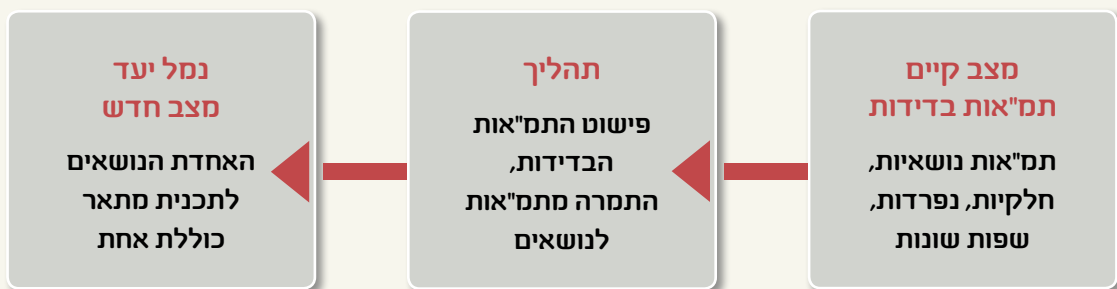 מצב קיים
תמ"אות בדידות
תמ"אות נושאיות,
חלקיות, נפרדות,
שפות שונות
תהליך
פישוט התמ"אות
הבדידות,
התמרה מתמ"אות
לנושאים
נמל יעד
מצב חדש
האחדת הנושאים
לתכנית מתאר
כוללת אחת